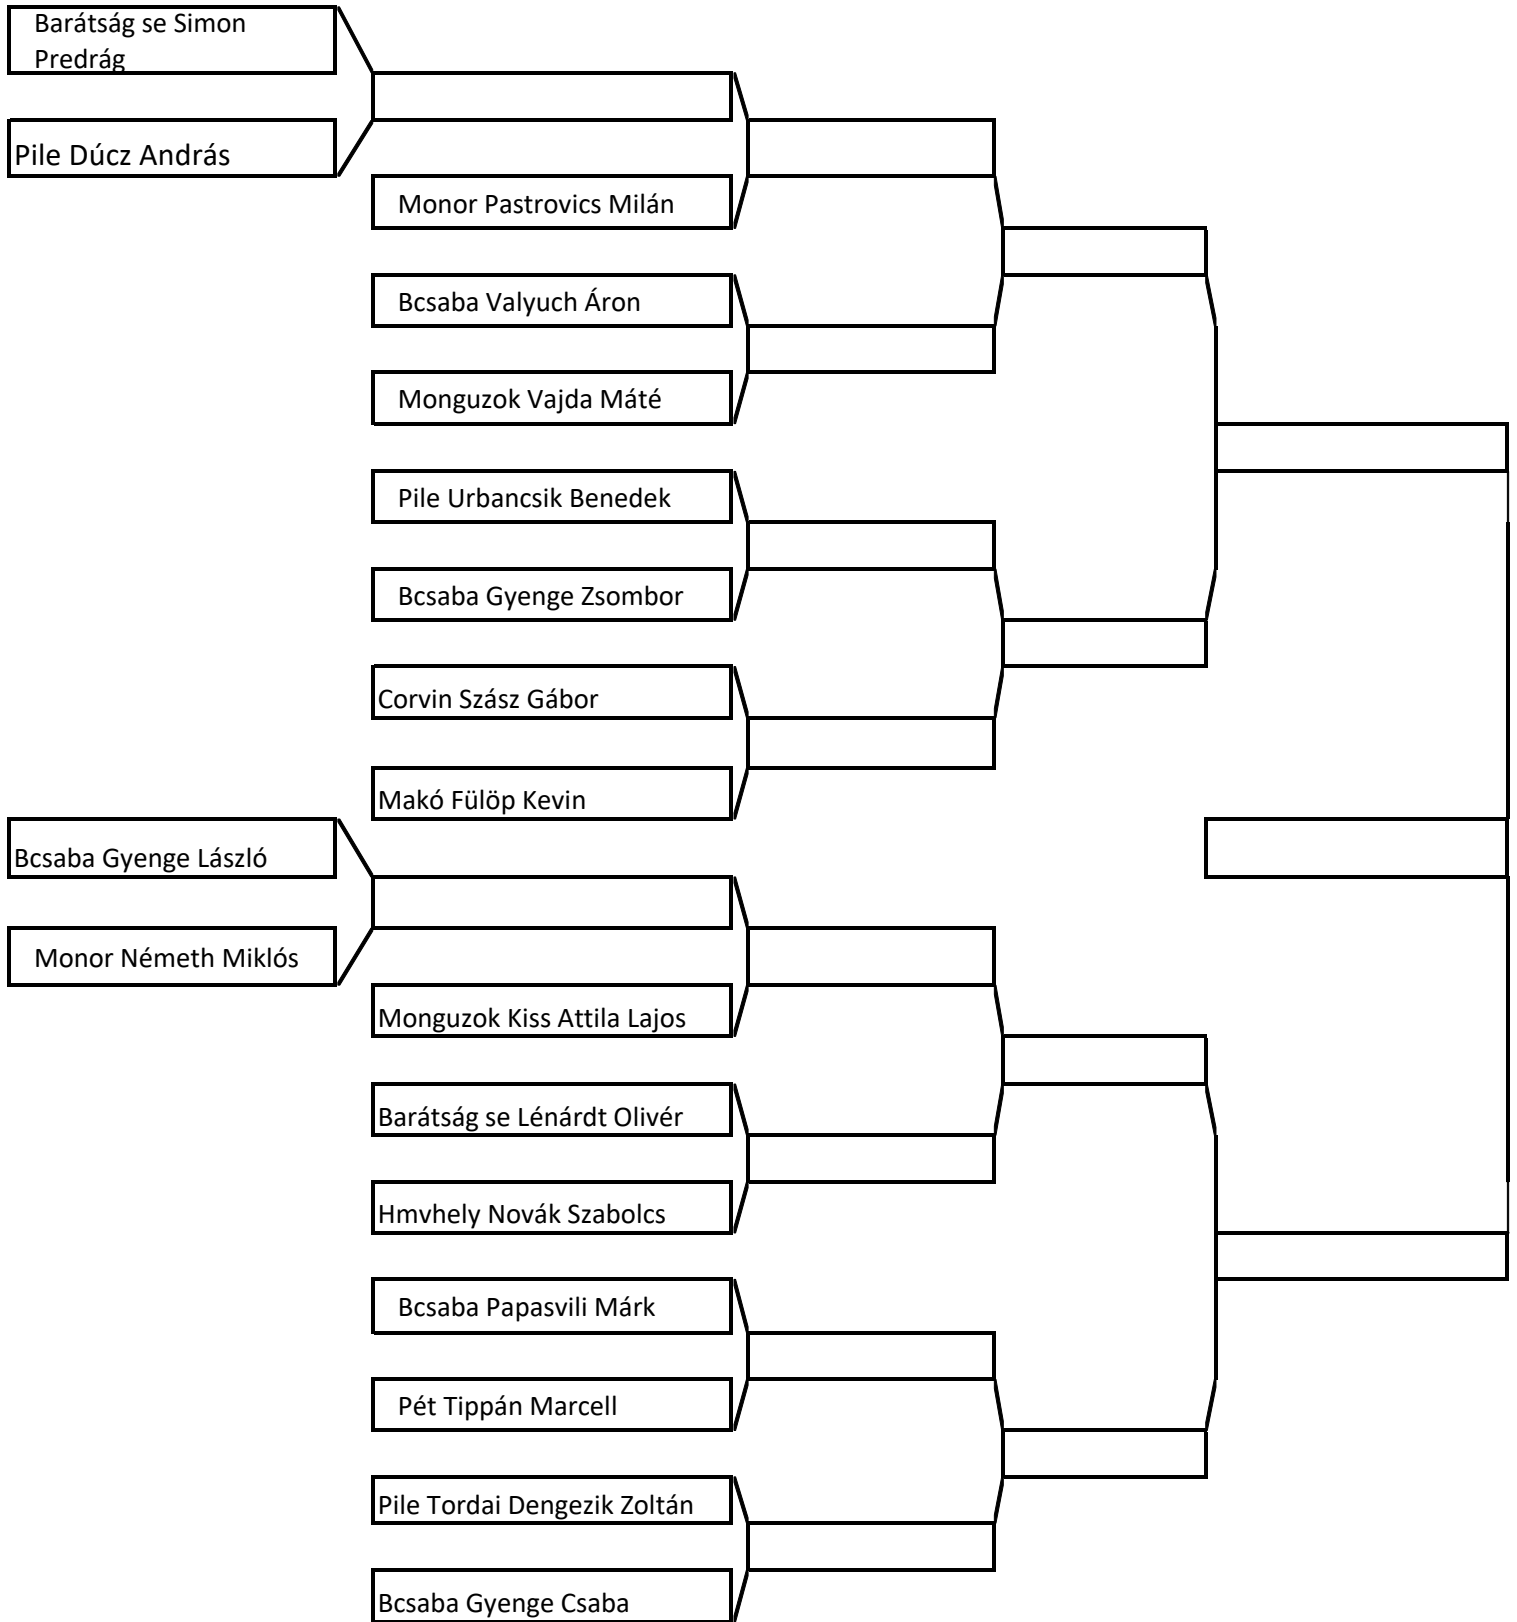 Barátság se Simon
Predrág
Pile Dúcz András
Monor Pastrovics Milán
Bcsaba Valyuch Áron
Monguzok Vajda Máté
Pile Urbancsik Benedek
Bcsaba Gyenge Zsombor
Corvin Szász Gábor
Makó Fülöp Kevin
Bcsaba Gyenge László
Monor Németh Miklós
Monguzok Kiss Attila Lajos
Barátság se Lénárdt Olivér
Hmvhely Novák Szabolcs
Bcsaba Papasvili Márk
Pét Tippán Marcell
Pile Tordai Dengezik Zoltán
Bcsaba Gyenge Csaba